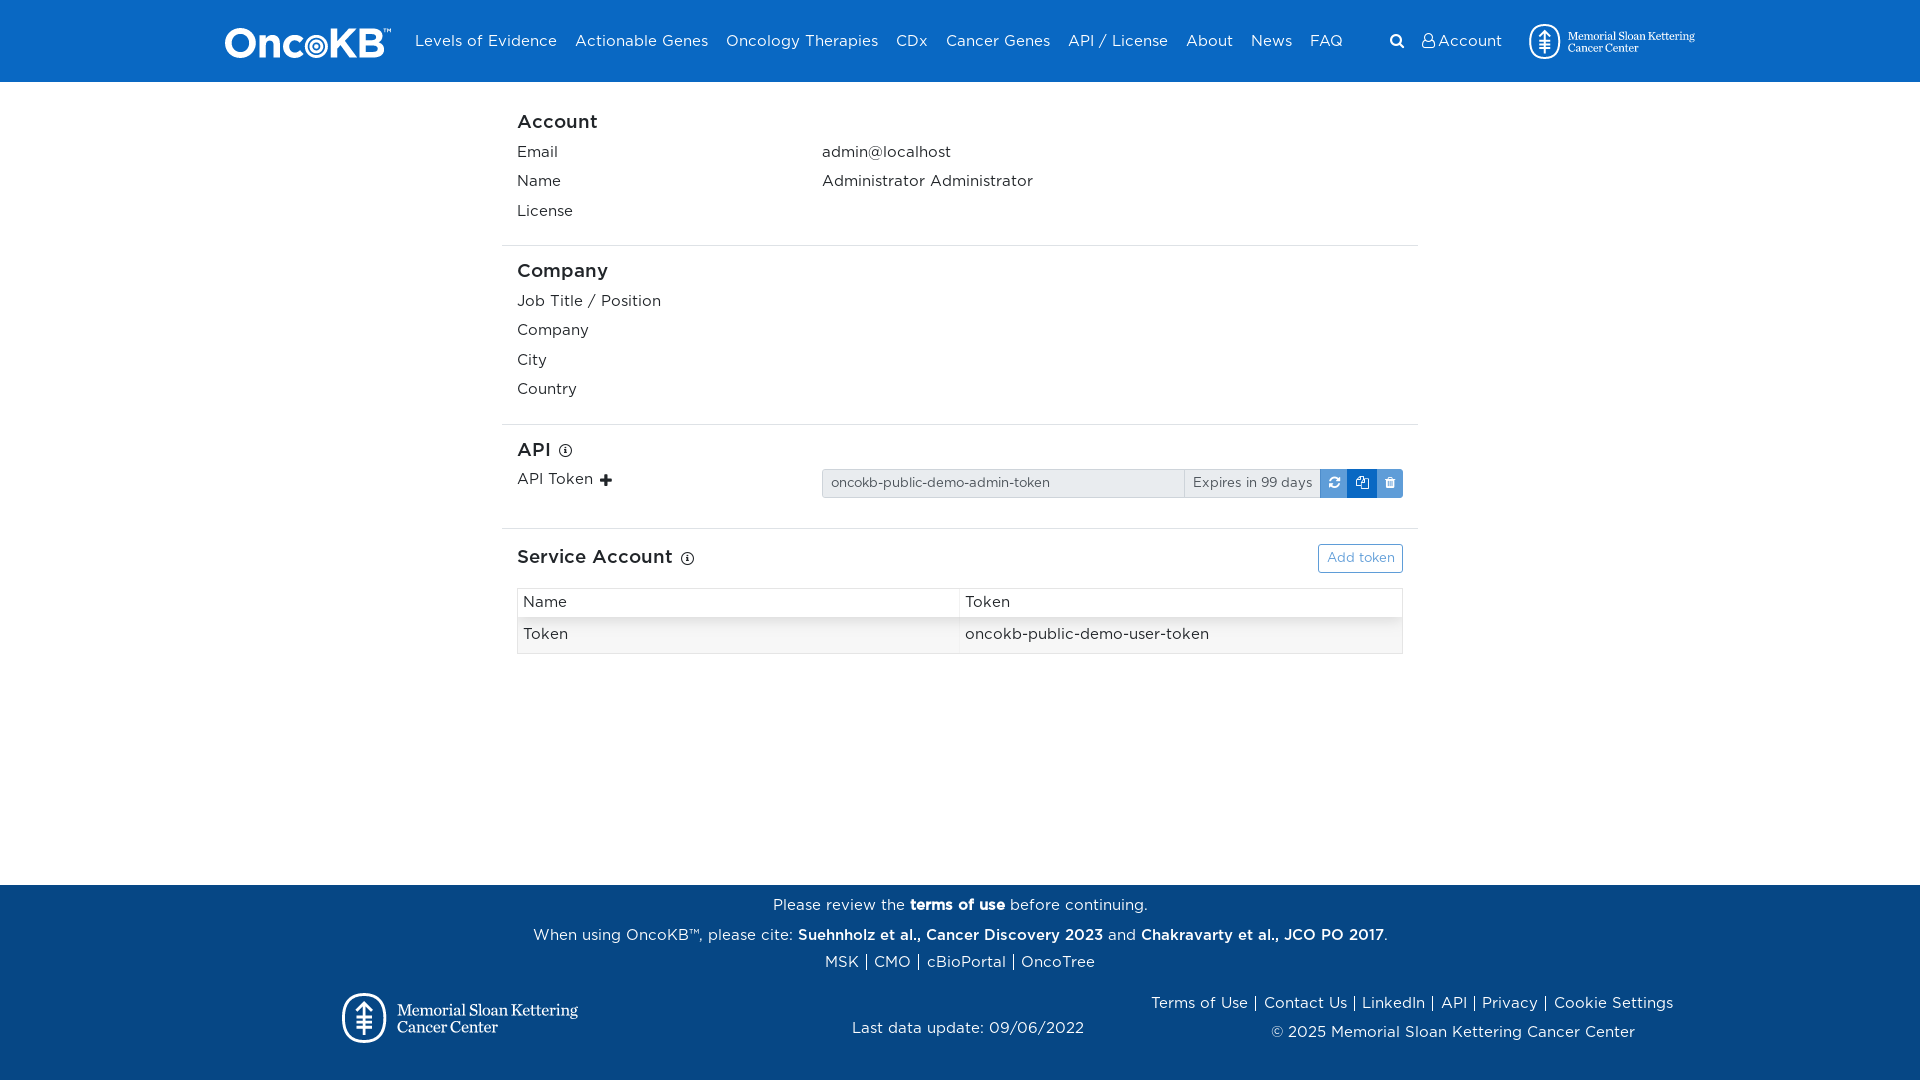 OncoKB™ Levels of Evidence Actionable Genes Oncology Therapies CDx Cancer Genes API / License About News FAQ Account Memorial Sloan Kettering
Cancer Center
Account
Email admin@localhost
Name Administrator Administrator
License
Company
Job Title / Position
Company
City
Country
API
API Token oncokb-public-demo-admin-token Expires in 99 days
Service Account Add token
Name Token
Token oncokb-public-demo-user-token
Please review the terms of use before continuing.
When using OncoKB™, please cite: Suehnholz et al., Cancer Discovery 2023 and Chakravarty et al., JCO PO 2017.
MSK CMO cBioPortal OncoTree
Memorial Sloan Kettering
Cancer Center
Last data update: 09/06/2022
Terms of Use Contact Us LinkedIn API Privacy Cookie Settings
© 2025 Memorial Sloan Kettering Cancer Center